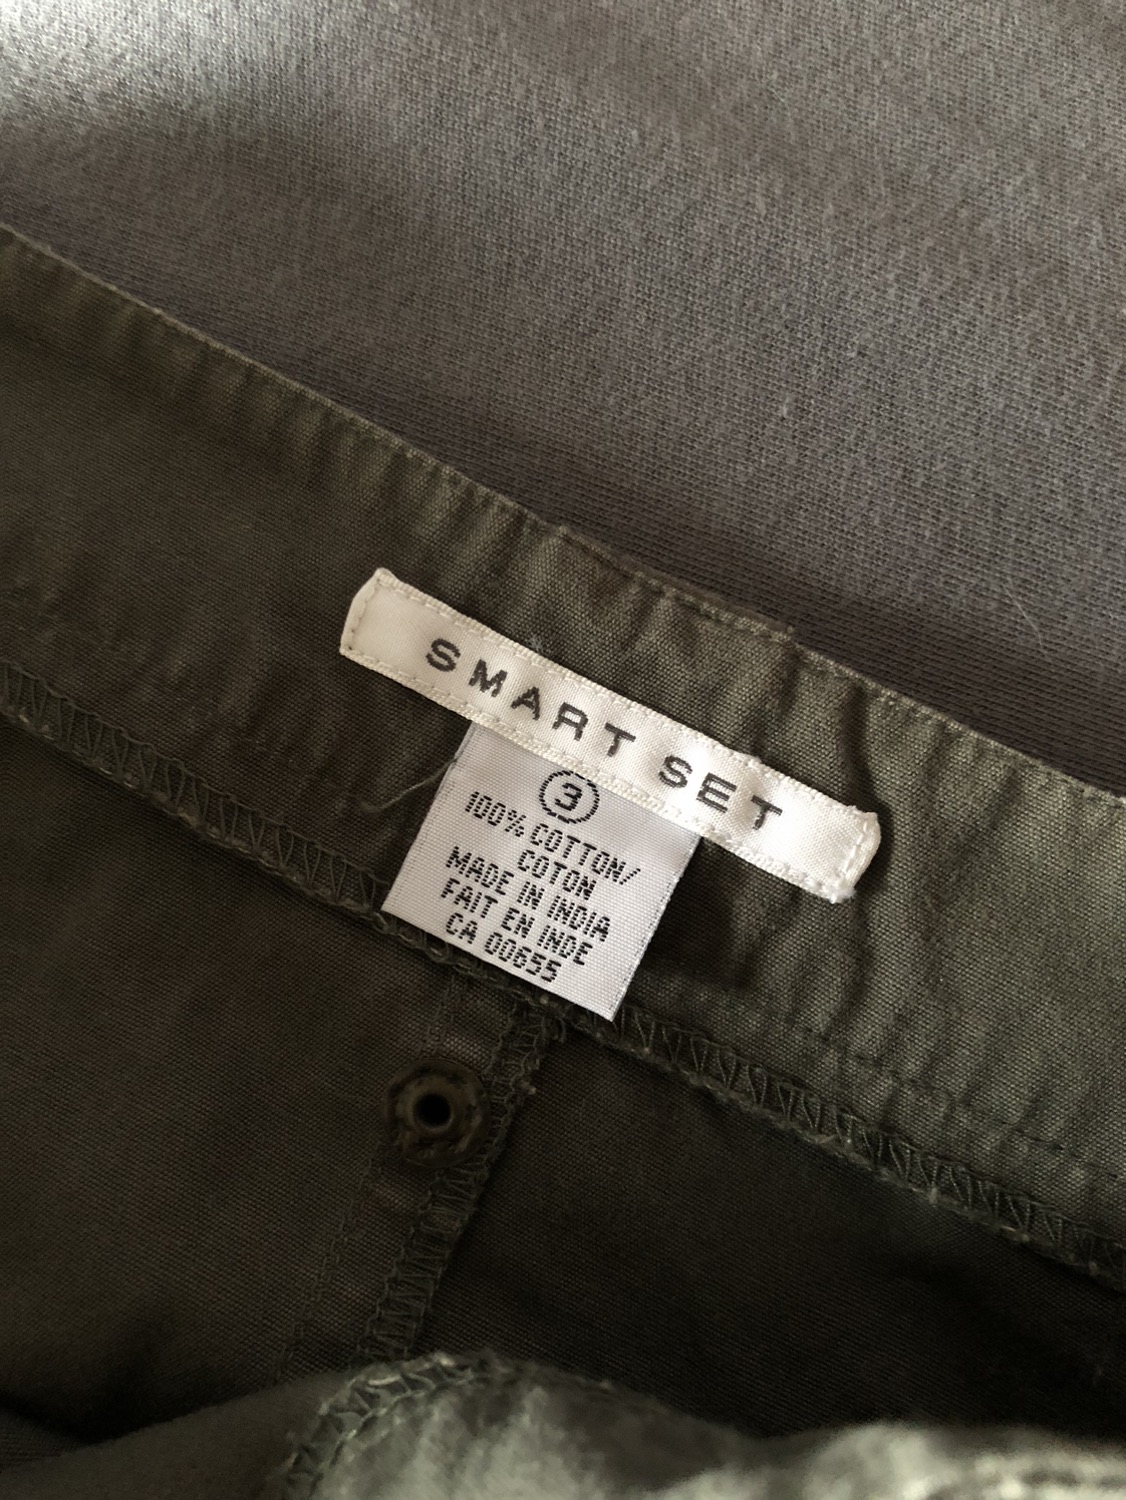 SMART SET
3
100% COTTON/
COTON
MADE IN INDIA
FAIT EN INDE
CA 00655